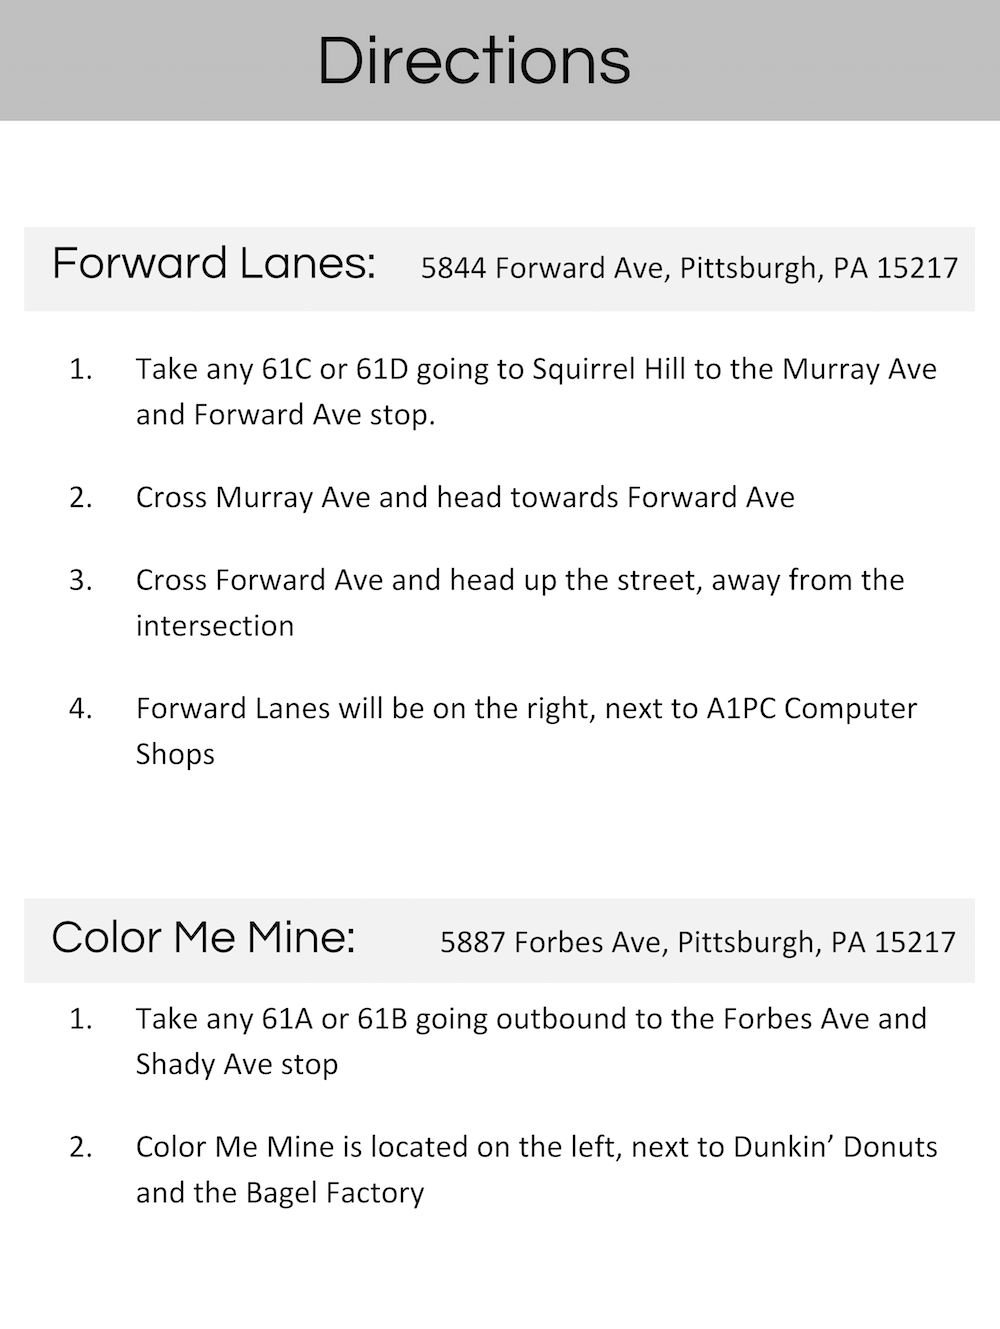 Directions
Forward Lanes: 5844 Forward Ave, Pittsburgh, PA 15217
1. Take any 61C or 61D going to Squirrel Hill to the Murray Ave
and Forward Ave stop.
2. Cross Murray Ave and head towards Forward Ave
3. Cross Forward Ave and head up the street, away from the
intersection
4. Forward Lanes will be on the right, next to A1PC Computer
Shops
Color Me Mine: 5887 Forbes Ave, Pittsburgh, PA 15217
1. Take any 61A or 61B going outbound to the Forbes Ave and
Shady Ave stop
2. Color Me Mine is located on the left, next to Dunkin’ Donuts
and the Bagel Factory